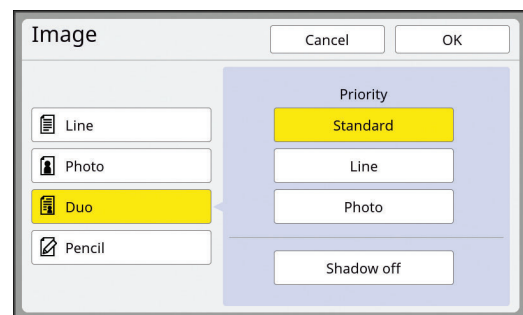 Image
Cancel
OK
Line
Photo
Duo
Pencil
Priority
Standard
Line
Photo
Shadow off